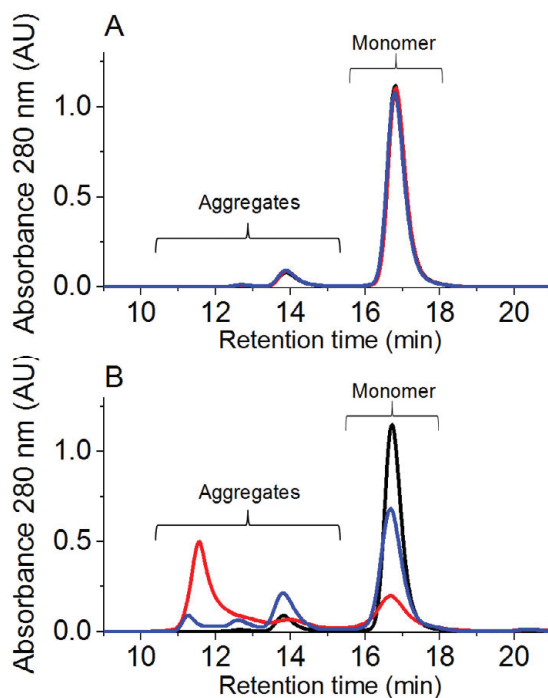 A
Monomer
Aggregates
Absorbance 280 nm (AU)
1.0
0.5
0.0
10 12 14 16 18 20
Retention time (min)
B
Monomer
Aggregates
Absorbance 280 nm (AU)
1.0
0.5
0.0
10 12 14 16 18 20
Retention time (min)